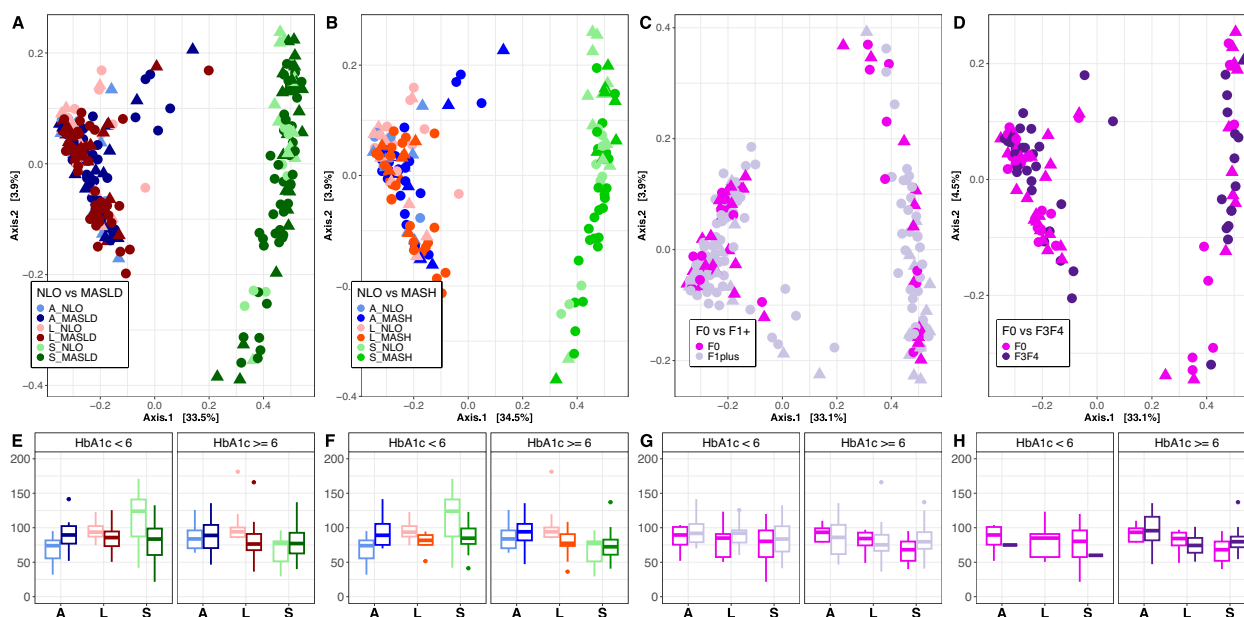 A
B
C
D
0.2
0.0
−0.2
−0.4
Axis.2 [3.9%]
−0.2
0.0
0.2
0.4
Axis.1 [33.5%]
NLO vs MASLD
A_NLO
A_MASLD
L_NLO
L_MASLD
S_NLO
S_MASLD
0.2
0.0
−0.4
Axis.2 [3.9%]
−0.2
0.0
0.2
0.4
Axis.1 [34.5%]
NLO vs MASH
A_NLO
A_MASH
L_NLO
L_MASH
S_NLO
S_MASH
0.4
0.2
0.0
−0.2
Axis.2 [3.9%]
−0.2
0.0
0.2
0.4
Axis.1 [33.1%]
F0 vs F1+
F0
F1plus
0.2
0.0
−0.2
Axis.2 [4.5%]
−0.2
0.0
0.2
0.4
Axis.1 [33.1%]
F0 vs F3F4
F0
F3F4
E
HbA1c < 6
HbA1c >= 6
200
150
100
50
0
A L S
A L S
F
HbA1c < 6
HbA1c >= 6
200
150
100
50
0
A L S
A L S
G
HbA1c < 6
HbA1c >= 6
200
150
100
50
0
A L S
A L S
H
HbA1c < 6
HbA1c >= 6
200
150
100
50
0
A L S
A L S